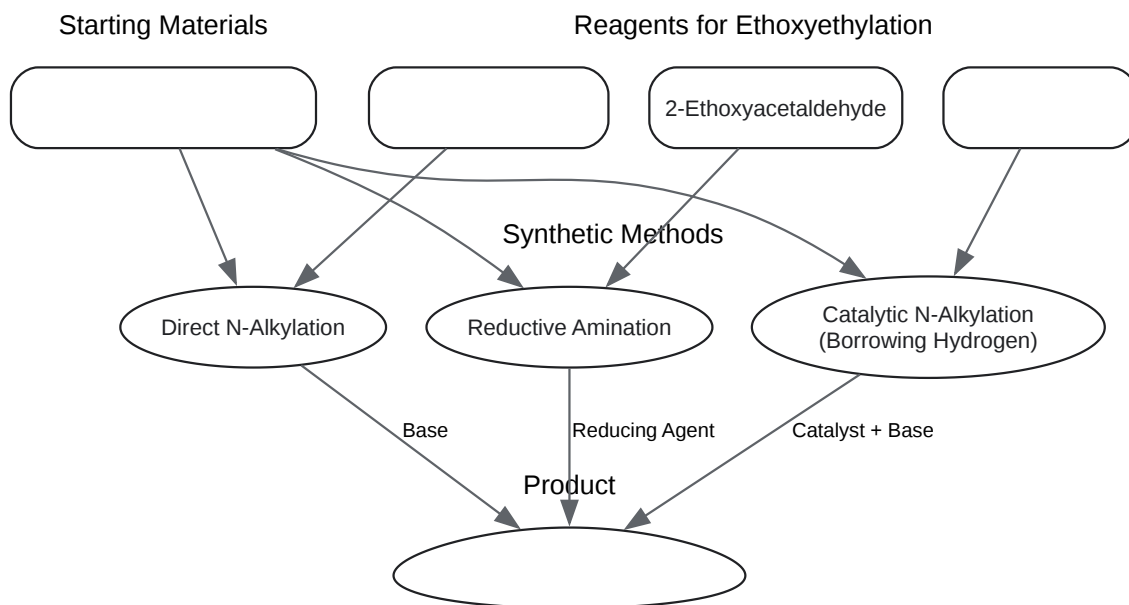 Starting Materials
Reagents for Ethoxyethylation
2-Ethoxyacetaldehyde
Synthetic Methods
Direct N-Alkylation
Reductive Amination
Catalytic N-Alkylation
(Borrowing Hydrogen)
Base
Reducing Agent
Catalyst + Base
Product